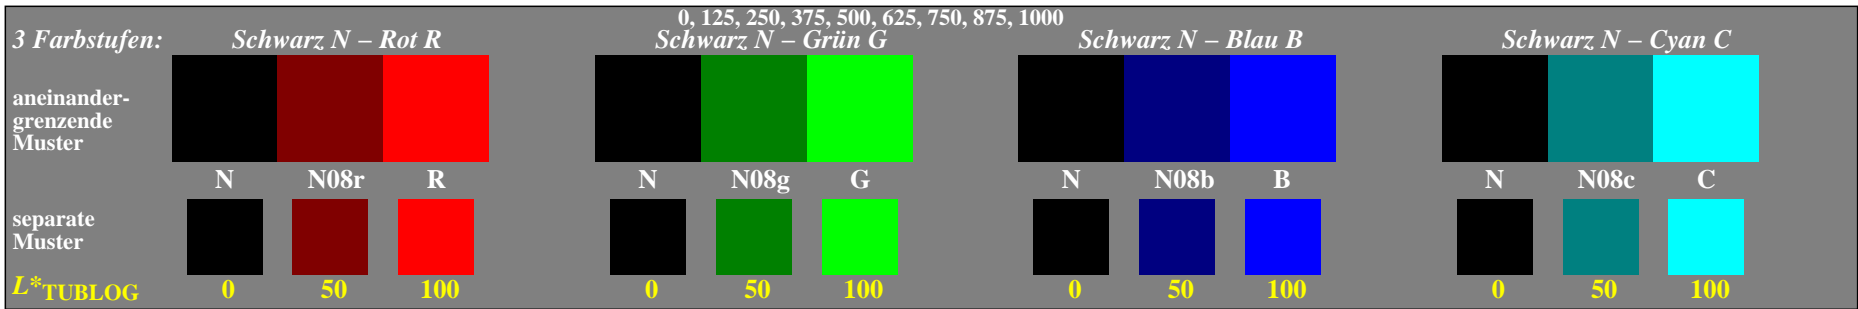 0, 125, 250, 375, 500, 625, 750, 875, 1000
3 Farbstufen: Schwarz N – Rot R Schwarz N – Grün G Schwarz N – Blau B Schwarz N – Cyan C
aneinander-
grenzende
Muster
N N08r R N N08g G N N08b B N N08c C
separate
Muster
L*TUBLOG 0 50 100 0 50 100 0 50 100 0 50 100